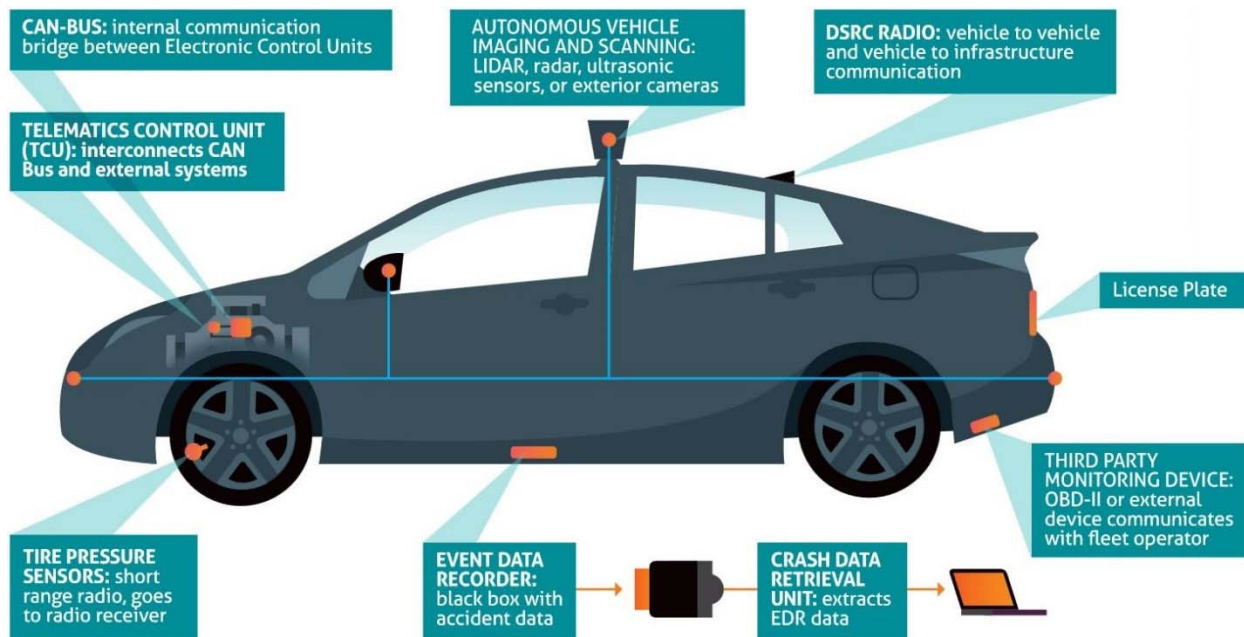 CAN-BUS: internal communication
bridge between Electronic Control Units
AUTONOMOUS VEHICLE
IMAGING AND SCANNING:
LIDAR, radar, ultrasonic
sensors, or exterior cameras
DSRC RADIO: vehicle to vehicle
and vehicle to infrastructure
communication
TELEMATICS CONTROL UNIT
(TCU): interconnects CAN
Bus and external systems
License Plate
TIRE PRESSURE
SENSORS: short
range radio, goes
to radio receiver
EVENT DATA
RECORDER:
black box with
accident data
CRASH DATA
RETRIEVAL
UNIT: extracts
EDR data
THIRD PARTY
MONITORING DEVICE:
OBD-II or external
device communicates
with fleet operator